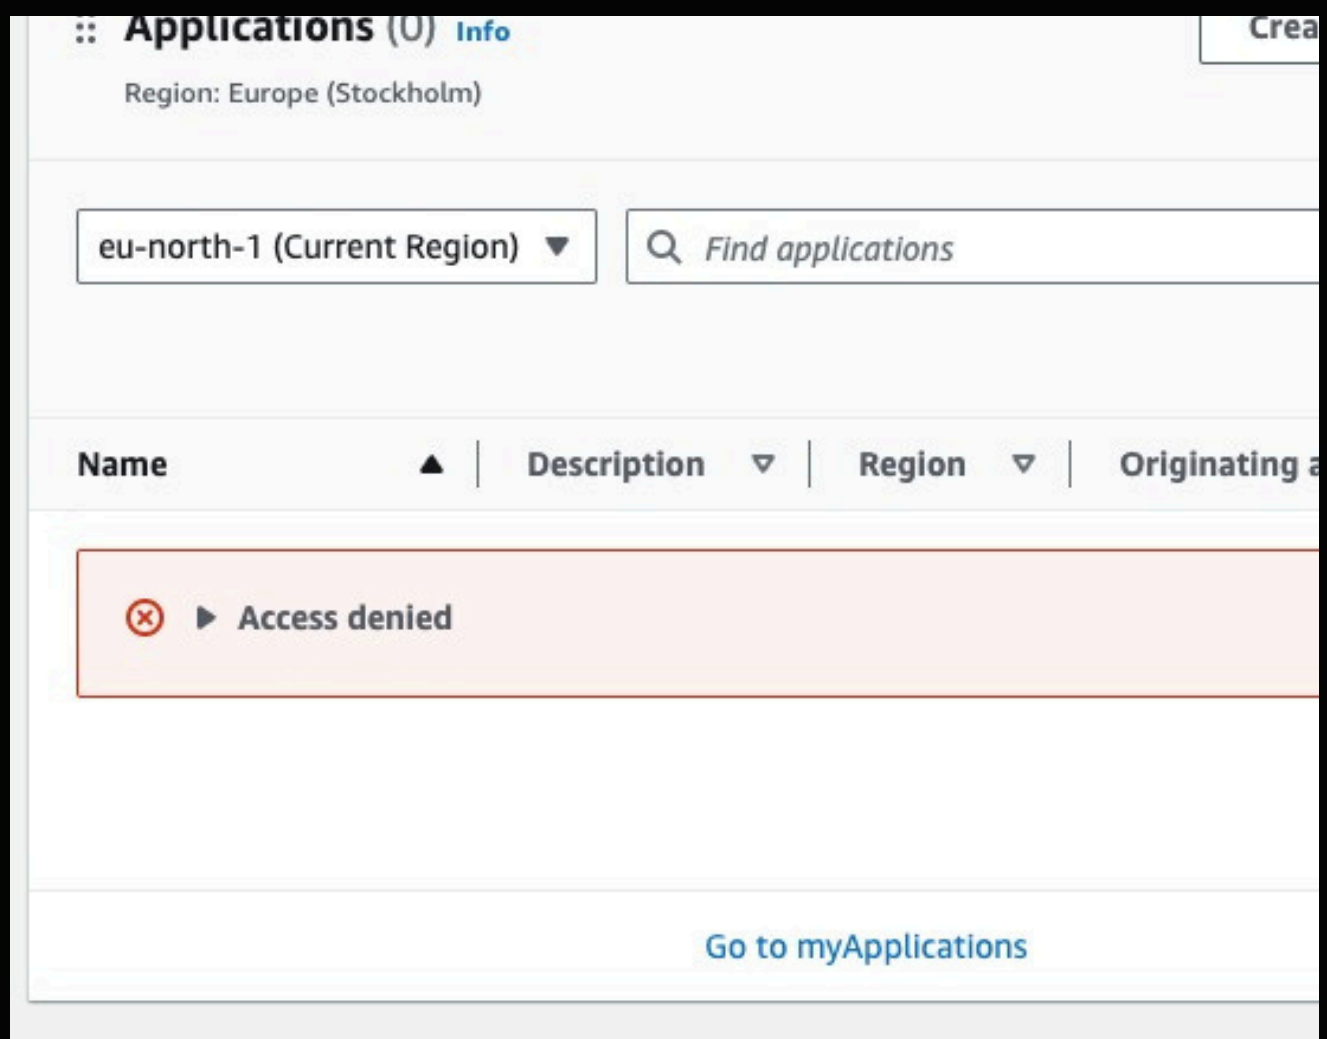 Applications (0) Info
Region: Europe (Stockholm)
eu-north-1 (Current Region)
Find applications
Name Description Region Originating
Access denied
Go to myApplications